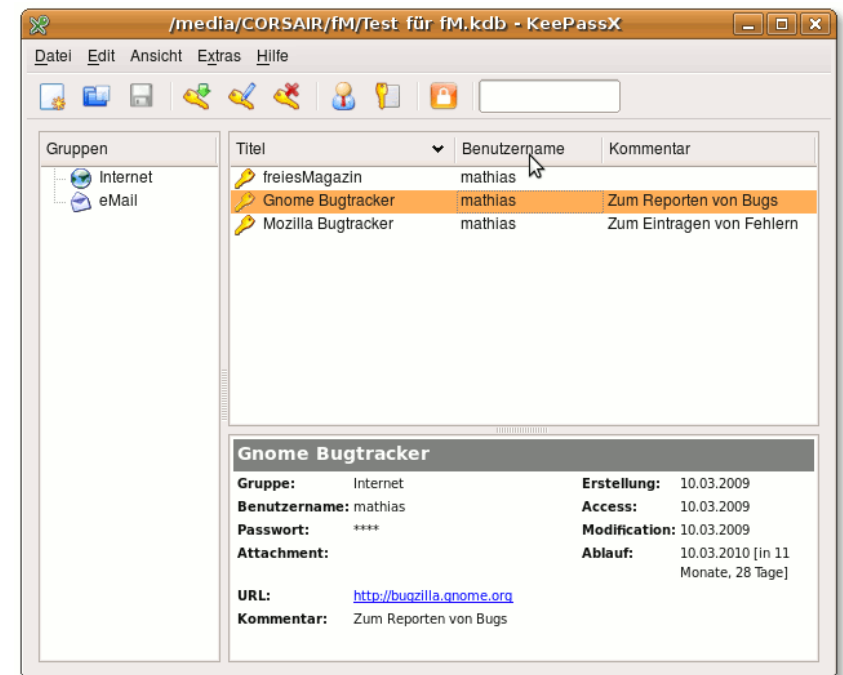 /media/CORSAIR/fM/Test für fM.kdb - KeePassX
Datei Edit Ansicht Extras Hilfe
Gruppen
Internet
eMail
Titel Benutzername Kommentar
freiesMagazin mathias
Gnome Bugtracker mathias Zum Reporten von Bugs
Mozilla Bugtracker mathias Zum Eintragen von Fehlern
Gnome Bugtracker
Gruppe: Internet Erstellung: 10.03.2009
Benutzername: mathias Access: 10.03.2009
Passwort: **** Modification: 10.03.2009
Attachment: Ablauf: 10.03.2010 [in 11
Monate, 28 Tage]
URL: http://bugzilla.gnome.org
Kommentar: Zum Reporten von Bugs